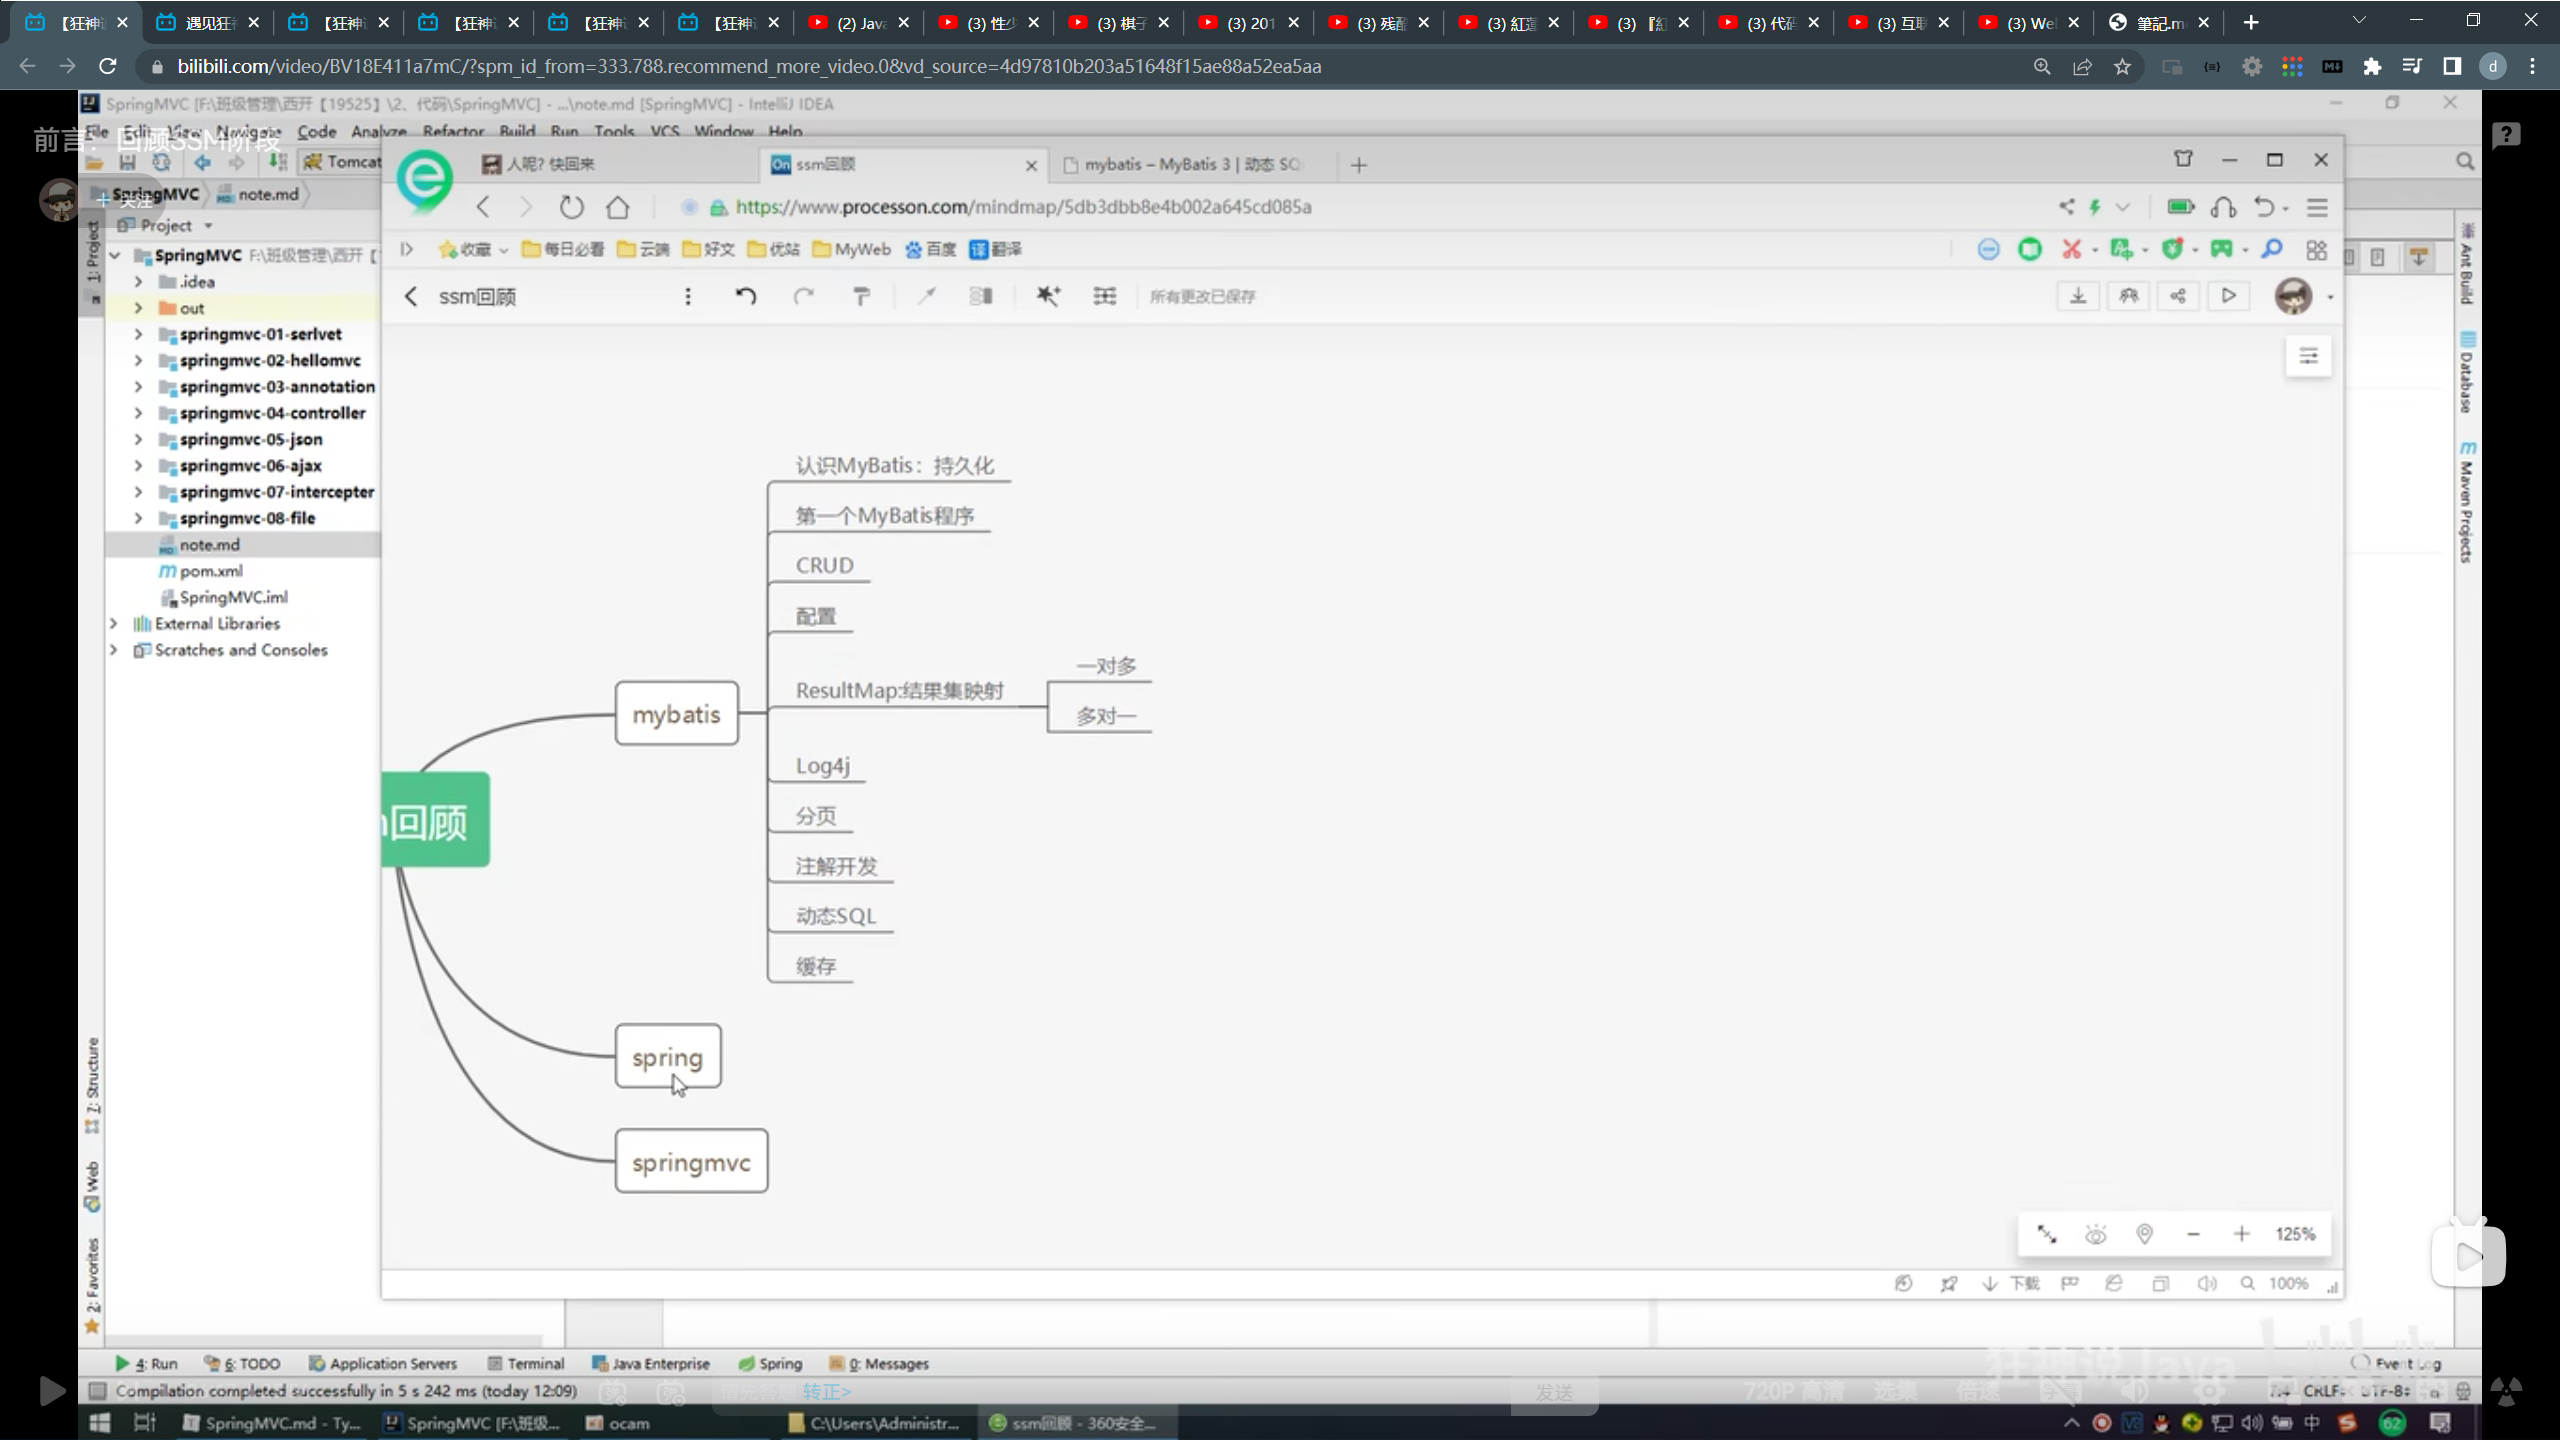 【狂神说
遇见狂
【狂神
【狂神
【狂神
【狂神
(2) Java
(3) 性少
(3) 棋子
(3) 201
(3) 残酷
(3) 紅蓮
(3) 『紅
(3) 代码
(3) 互联
(3) Wel
筆記.m
bilibili.com/video/BV18E411a7mC/?spm_id_from=333.788.recommend_more_video.0&vd_source=4d97810b203a51648f15ae88a52ea5aa
d
SpringMVC [F:\班级管理\西开【19525】\2、代码\SpringMVC] - ...\note.md [SpringMVC] - IntelliJ IDEA
前言：回顾SSM阶段
File Edit View Navigate Code Analyze Refactor Build Run Tools VCS Window Help
Tomcat
SpringMVC
note.md
+ 关注
人呢? 快回来
ssm回顾
mybatis – MyBatis 3 | 动态 SQ
https://www.processon.com/mindmap/5db3dbb8e4b002a645cd085a
收藏 每日必看 云端 好文 优站 MyWeb 百度 翻译
ssm回顾
所有更改已保存
1: Project
Project
SpringMVC F:\班级管理\西开【
.idea
out
springmvc-01-serlvet
springmvc-02-hellomvc
springmvc-03-annotation
springmvc-04-controller
springmvc-05-json
springmvc-06-ajax
springmvc-07-intercepter
springmvc-08-file
note.md
pom.xml
SpringMVC.iml
External Libraries
Scratches and Consoles
Ant Build
Database
Maven Projects
认识MyBatis：持久化
第一个MyBatis程序
CRUD
配置
一对多
ResultMap:结果集映射
多对一
mybatis
Log4j
分页
回顾
注解开发
动态SQL
缓存
spring
springmvc
7: Structure
Web
2: Favorites
125%
下载
100%
4: Run 6: TODO Application Servers Terminal Java Enterprise Spring 0: Messages
Event Log
狂神说 Java
Compilation completed successfully in 5 s 242 ms (today 12:09)
转正>
发送
720P 高清 选集 倍速
CRLF UTF-8
SpringMVC.md - Ty...
SpringMVC [F:\班级...
ocam
C:\Users\Administr...
ssm回顾 - 360安全...
中
62